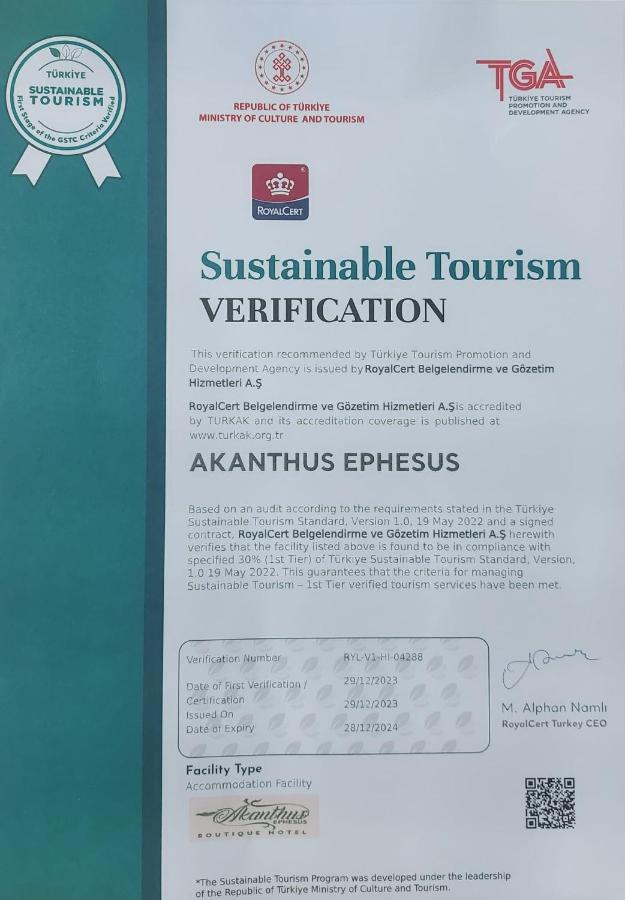 TÜRKİYE
SUSTAINABLE
TOURISM
First Stage of the GSTC Criteria Verified
REPUBLIC OF TÜRKİYE
MINISTRY OF CULTURE AND TOURISM
TGA
TÜRKİYE TOURISM
PROMOTION AND
DEVELOPMENT AGENCY
ROYALCERT
Sustainable Tourism
VERIFICATION
This verification recommended by Türkiye Tourism Promotion and
Development Agency is issued by RoyalCert Belgelendirme ve Gözetim
Hizmetleri A.Ş
RoyalCert Belgelendirme ve Gözetim Hizmetleri A.Ş is accredited
by TURKAK and its accreditation coverage is published at
www.turkak.org.tr
AKANTHUS EPHESUS
Based on an audit according to the requirements stated in the Türkiye
Sustainable Tourism Standard, Version 1.0, 19 May 2022 and a signed
contract, RoyalCert Belgelendirme ve Gözetim Hizmetleri A.Ş herewith
verifies that the facility listed above is found to be in compliance with
specified 30% (1st Tier) of Türkiye Sustainable Tourism Standard, Version,
1.0 19 May 2022. This guarantees that the criteria for managing
Sustainable Tourism – 1st Tier verified tourism services have been met.
Verification Number RYL-V1-HI-04288
Date of First Verification / 29/12/2023
Certification
Issued On 29/12/2023
Date of Expiry 28/12/2024
M. Alphan Namlı
RoyalCert Turkey CEO
Facility Type
Accommodation Facility
Akanthus
EPHESUS
BOUTIQUE HOTEL
*The Sustainable Tourism Program was developed under the leadership
of the Republic of Türkiye Ministry of Culture and Tourism.